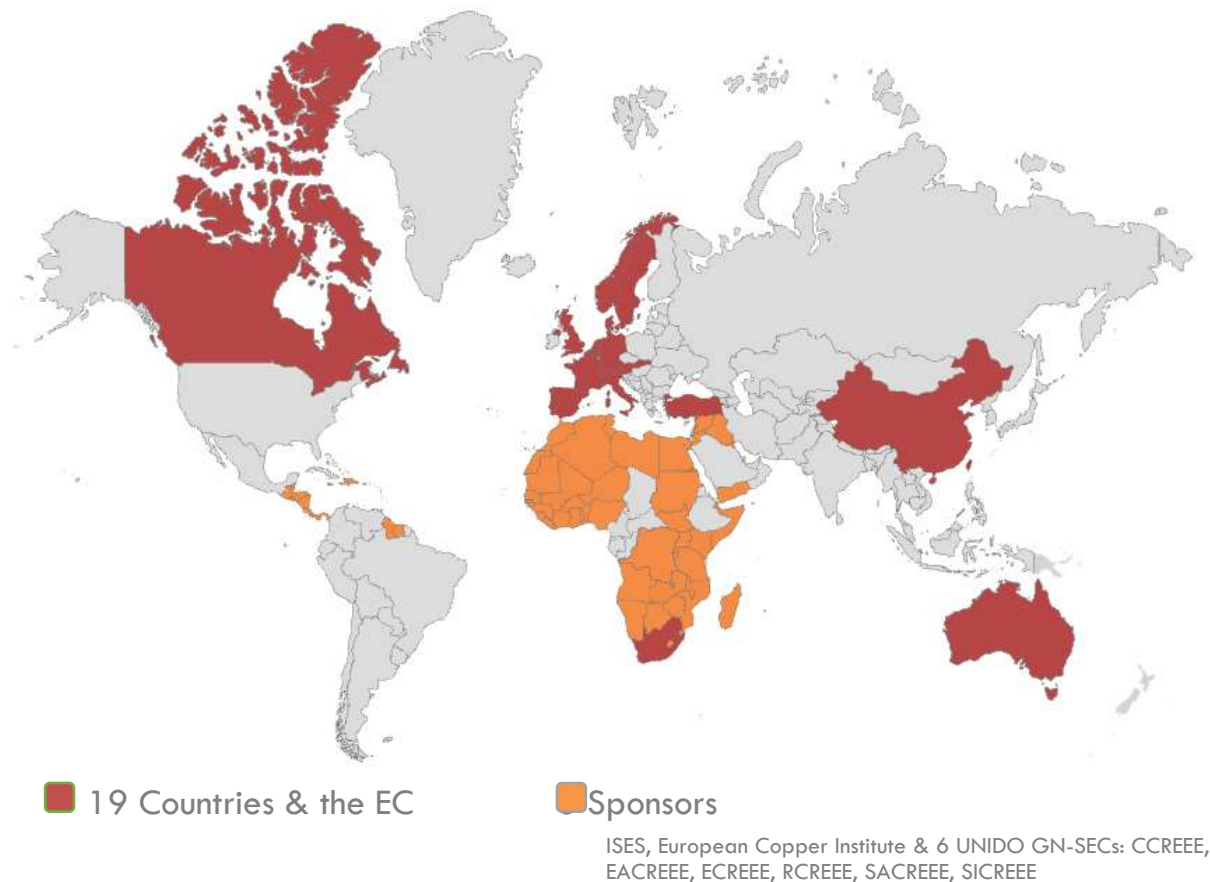 19 Countries & the EC
Sponsors
ISES, European Copper Institute & 6 UNIDO GN-SECs: CCREEE,
EACREEE, ECREEE, RCREEE, SACREEE, SICREEE